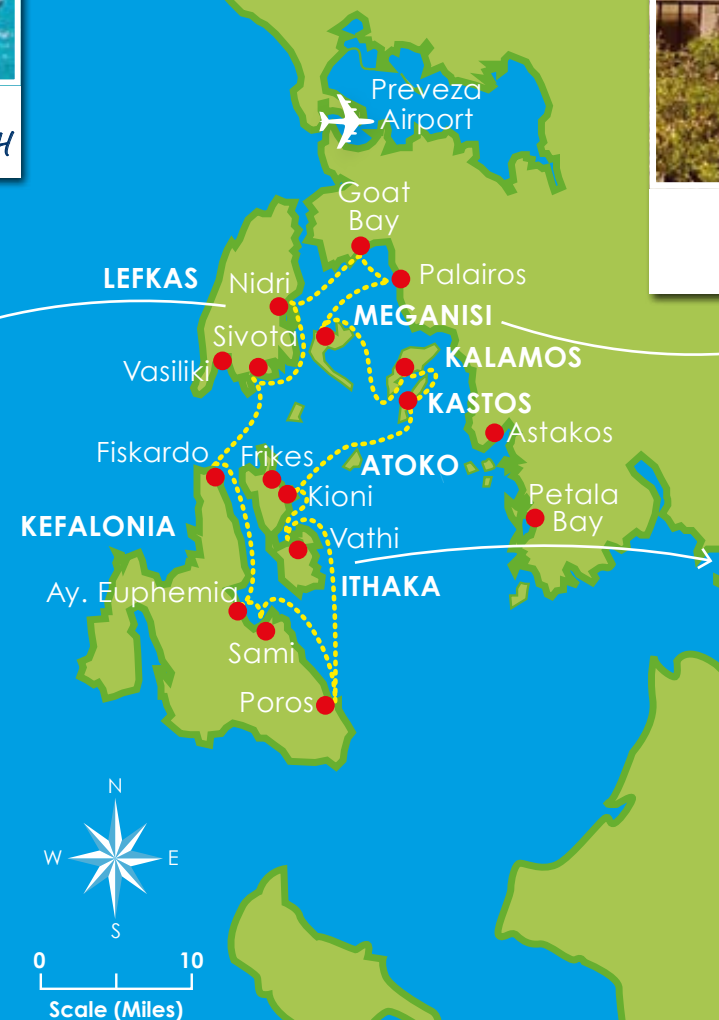 H
Preveza
Airport
Goat
Bay
LEFKAS
Nidri
Palairos
MEGANISI
Sivota
Vasiliki
KALAMOS
KASTOS
Astakos
Fiskardo
Frikes
ATOKO
Kioni
Petala
Bay
KEFALONIA
Vathi
ITHAKA
Ay. Euphemia
Sami
Poros
N
W
E
S
0
10
Scale (Miles)